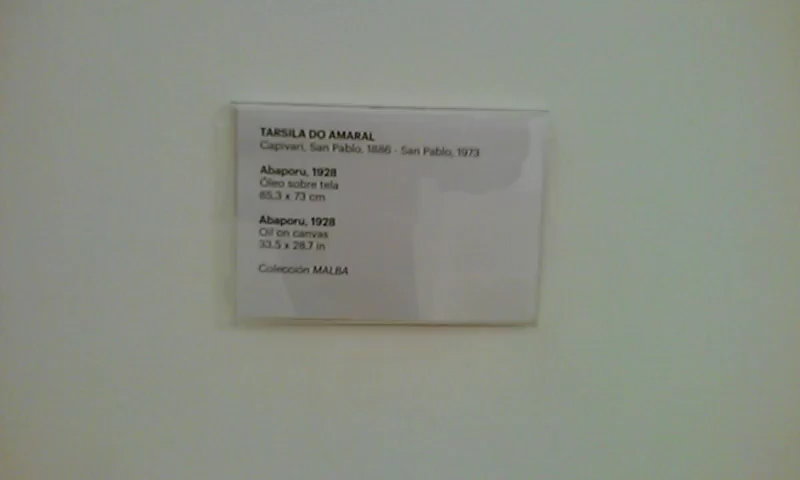 TARSILA DO AMARAL
Capivari, San Pablo, 1886 - San Pablo, 1973
Abaporu, 1928
Óleo sobre tela
85,3 x 73 cm
Abaporu, 1928
Oil on canvas
33.5 x 28.7 in
Colección MALBA